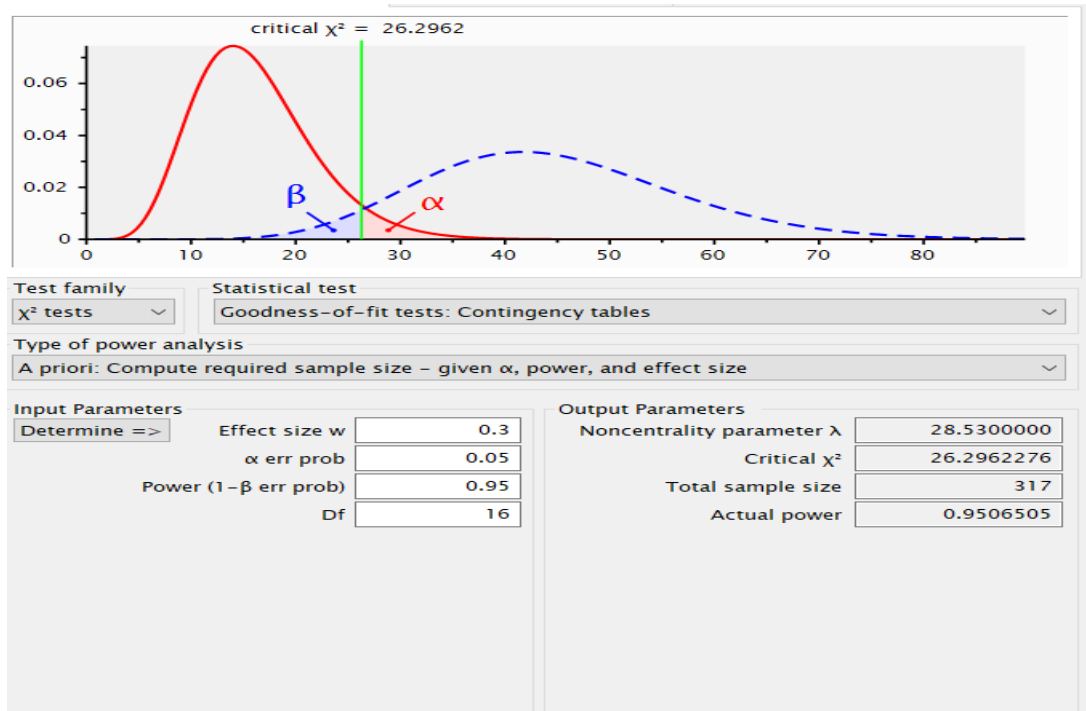 critical χ² = 26.2962
0.06
0.04
0.02
0
β
α
0 10 20 30 40 50 60 70 80
Test family Statistical test
χ² tests Goodness-of-fit tests: Contingency tables
Type of power analysis
A priori: Compute required sample size - given α, power, and effect size
Input Parameters Output Parameters
Determine => Effect size w 0.3 Noncentrality parameter λ 28.5300000
α err prob 0.05 Critical χ² 26.2962276
Power (1-β err prob) 0.95 Total sample size 317
Df 16 Actual power 0.9506505